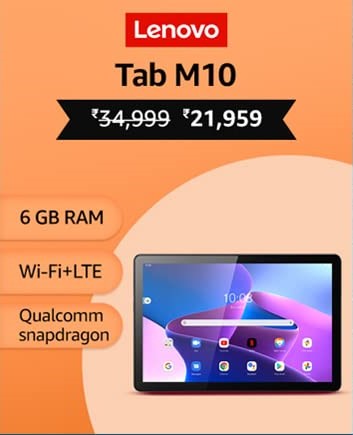 Lenovo
Tab M10
₹34,999 ₹21,959
6 GB RAM
Wi-Fi+LTE
Qualcomm
snapdragon
10:08